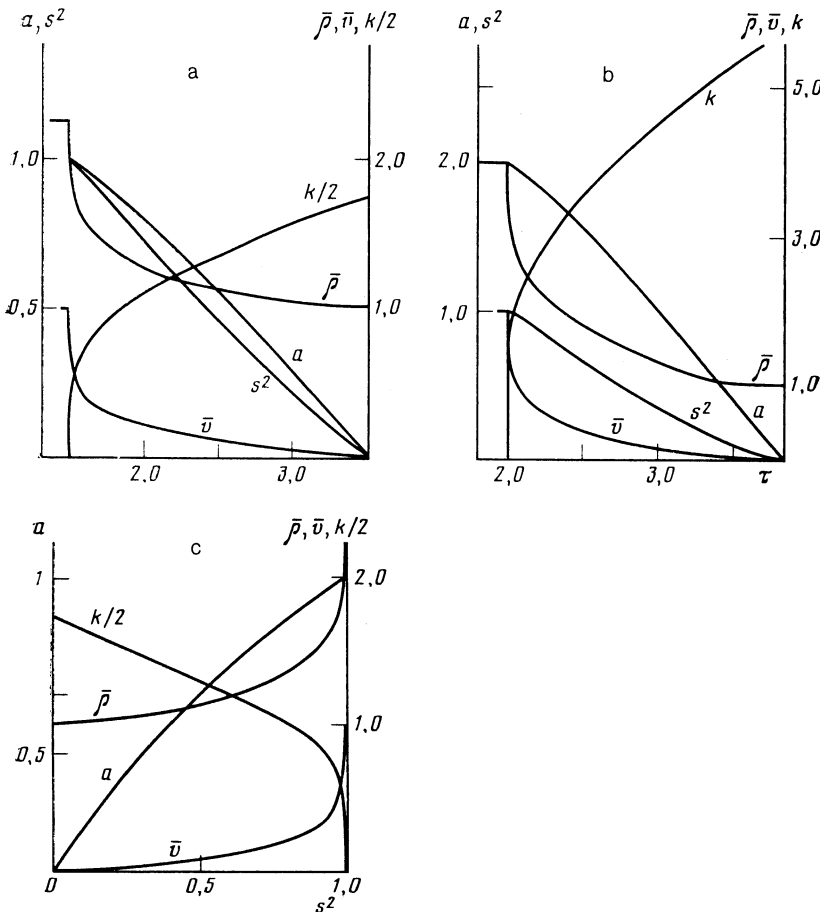 a, s² ρ̄, v̄, k/2 a, s² ρ̄, v̄, k
a b
5,0
k
1,0 2,0 2,0
k/2
3,0
ρ̄
0,5 1,0 1,0
a
s² ρ̄ 1,0
v̄ v̄ s² a
2,0 3,0 2,0 3,0 τ
a c ρ̄, v̄, k/2
1 2,0
k/2
ρ̄
1,0
0,5 a
v̄
0 0,5 1,0
s²